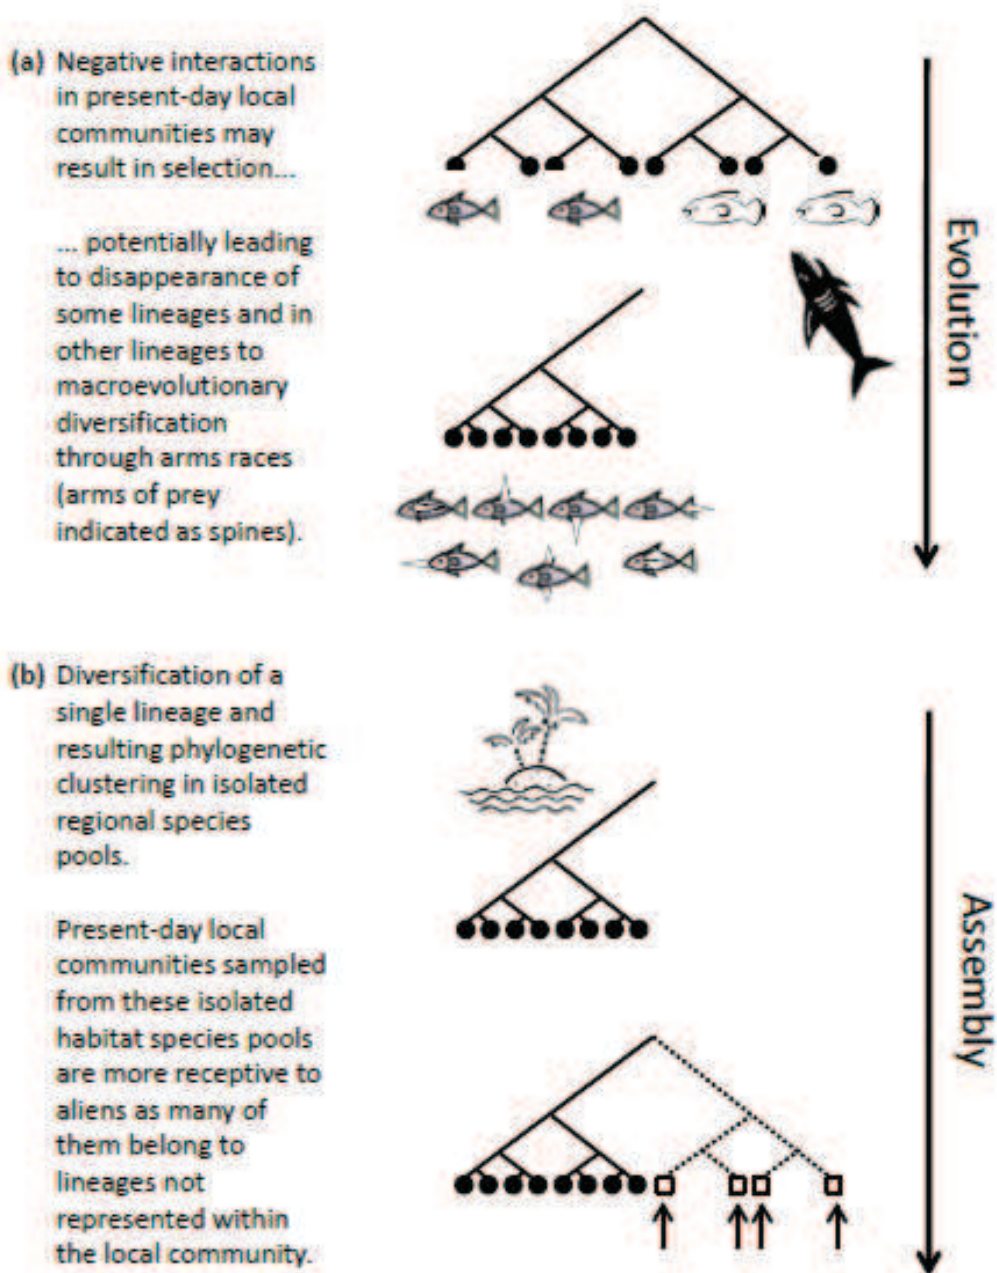 (a) Negative interactions
in present-day local
communities may
result in selection...
... potentially leading
to disappearance of
some lineages and in
other lineages to
macroevolutionary
diversification
through arms races
(arms of prey
indicated as spines).
Evolution
(b) Diversification of a
single lineage and
resulting phylogenetic
clustering in isolated
regional species
pools.
Present-day local
communities sampled
from these isolated
habitat species pools
are more receptive to
aliens as many of
them belong to
lineages not
represented within
the local community.
Assembly